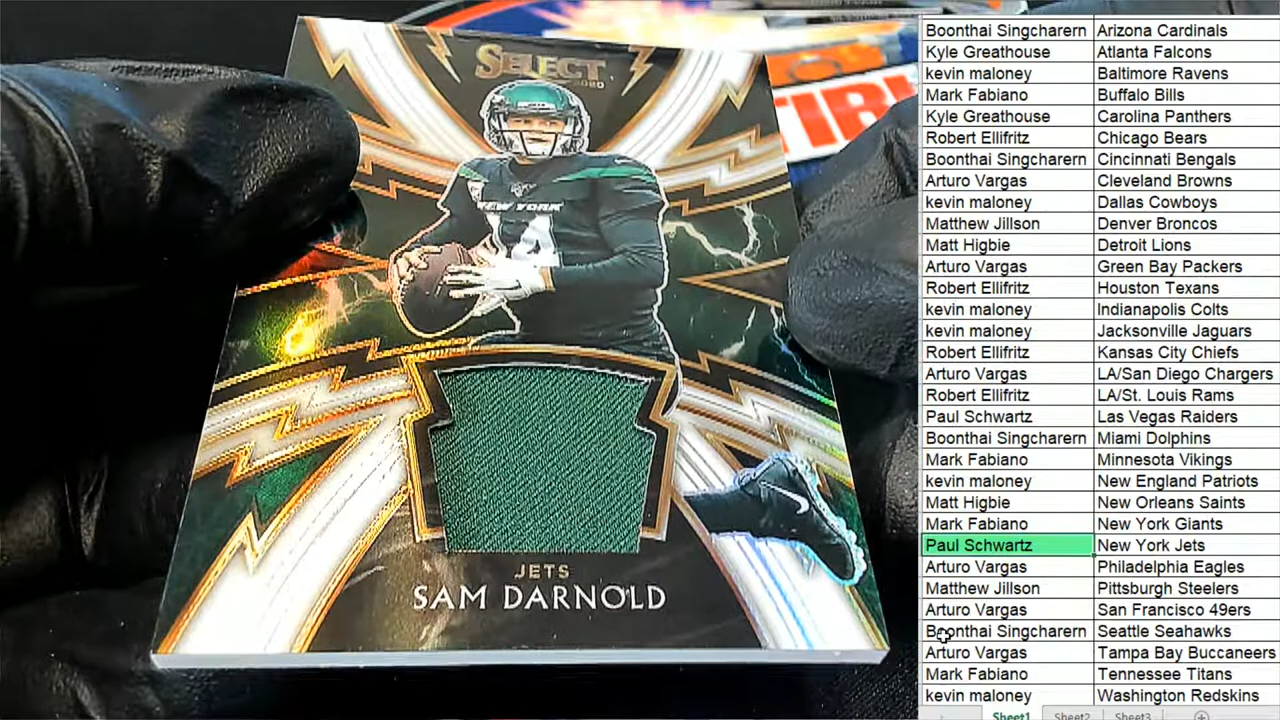 SELECT
2020
NEW YORK
14
JETS
SAM DARNOLD
Boonthai Singcharern Arizona Cardinals
Kyle Greathouse Atlanta Falcons
kevin maloney Baltimore Ravens
Mark Fabiano Buffalo Bills
Kyle Greathouse Carolina Panthers
Robert Ellifritz Chicago Bears
Boonthai Singcharern Cincinnati Bengals
Arturo Vargas Cleveland Browns
kevin maloney Dallas Cowboys
Matthew Jillson Denver Broncos
Matt Higbie Detroit Lions
Arturo Vargas Green Bay Packers
Robert Ellifritz Houston Texans
kevin maloney Indianapolis Colts
kevin maloney Jacksonville Jaguars
Robert Ellifritz Kansas City Chiefs
Arturo Vargas LA/San Diego Chargers
Robert Ellifritz LA/St. Louis Rams
Paul Schwartz Las Vegas Raiders
Boonthai Singcharern Miami Dolphins
Mark Fabiano Minnesota Vikings
kevin maloney New England Patriots
Matt Higbie New Orleans Saints
Mark Fabiano New York Giants
Paul Schwartz New York Jets
Arturo Vargas Philadelphia Eagles
Matthew Jillson Pittsburgh Steelers
Arturo Vargas San Francisco 49ers
Boonthai Singcharern Seattle Seahawks
Arturo Vargas Tampa Bay Buccaneers
Mark Fabiano Tennessee Titans
kevin maloney Washington Redskins
Sheet1 Sheet2 Sheet3